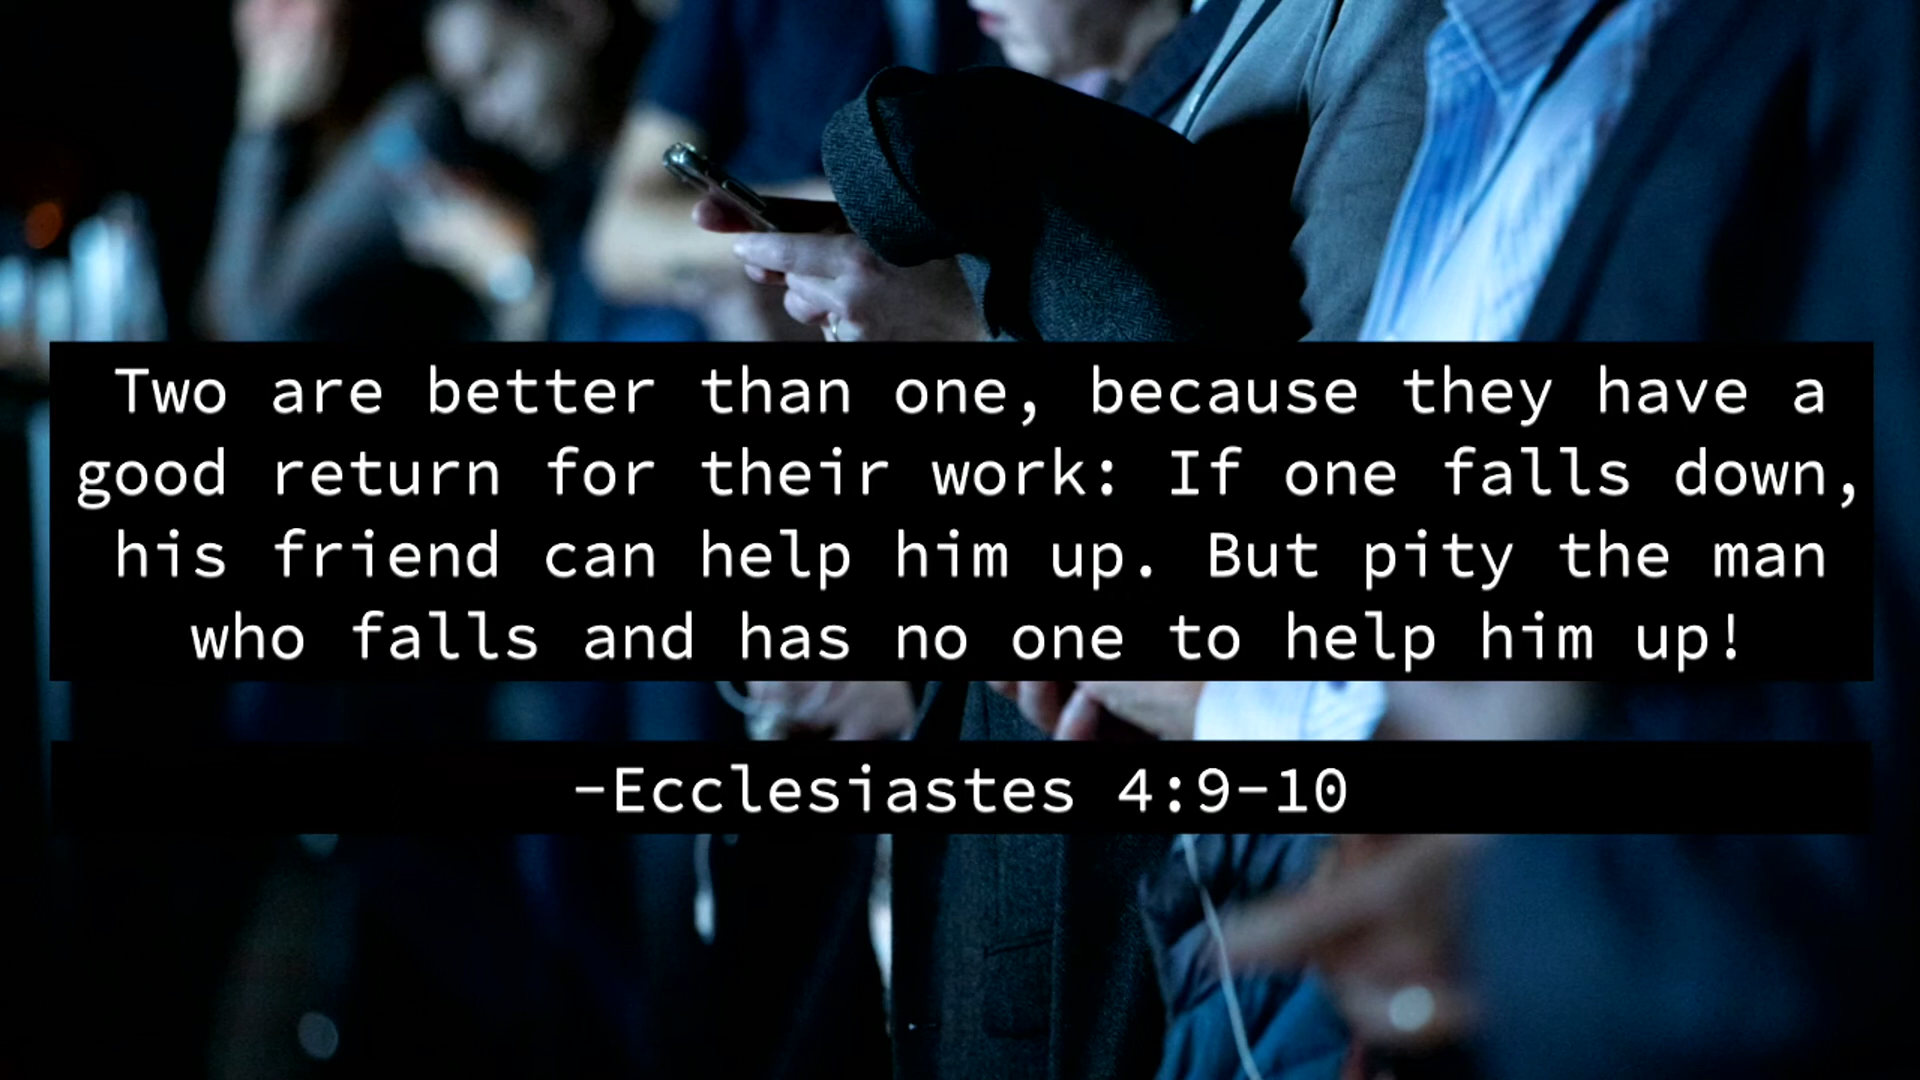 Two are better than one, because they have a
good return for their work: If one falls down,
his friend can help him up. But pity the man
who falls and has no one to help him up!
-Ecclesiastes 4:9-10